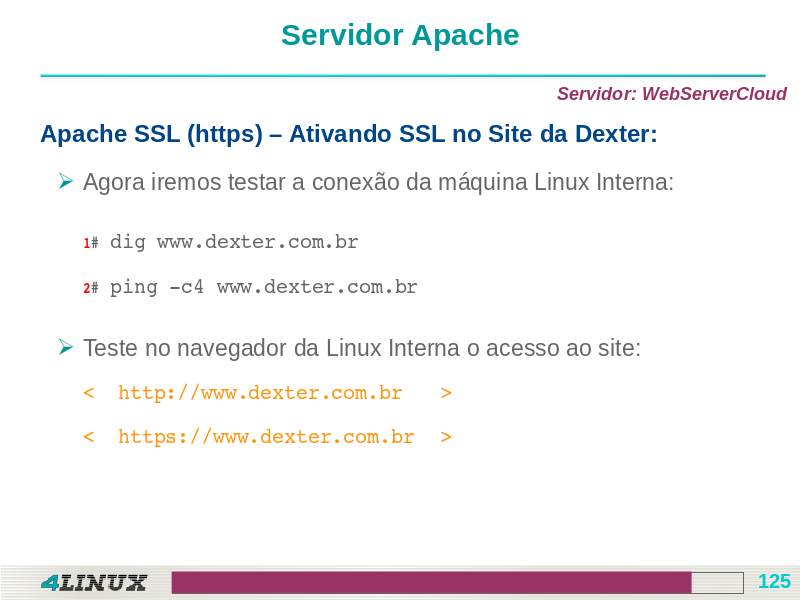 Servidor Apache
Servidor: WebServerCloud
Apache SSL (https) – Ativando SSL no Site da Dexter:
Agora iremos testar a conexão da máquina Linux Interna:
1# dig www.dexter.com.br
2# ping -c4 www.dexter.com.br
Teste no navegador da Linux Interna o acesso ao site:
< http://www.dexter.com.br >
< https://www.dexter.com.br >
4LINUX
125